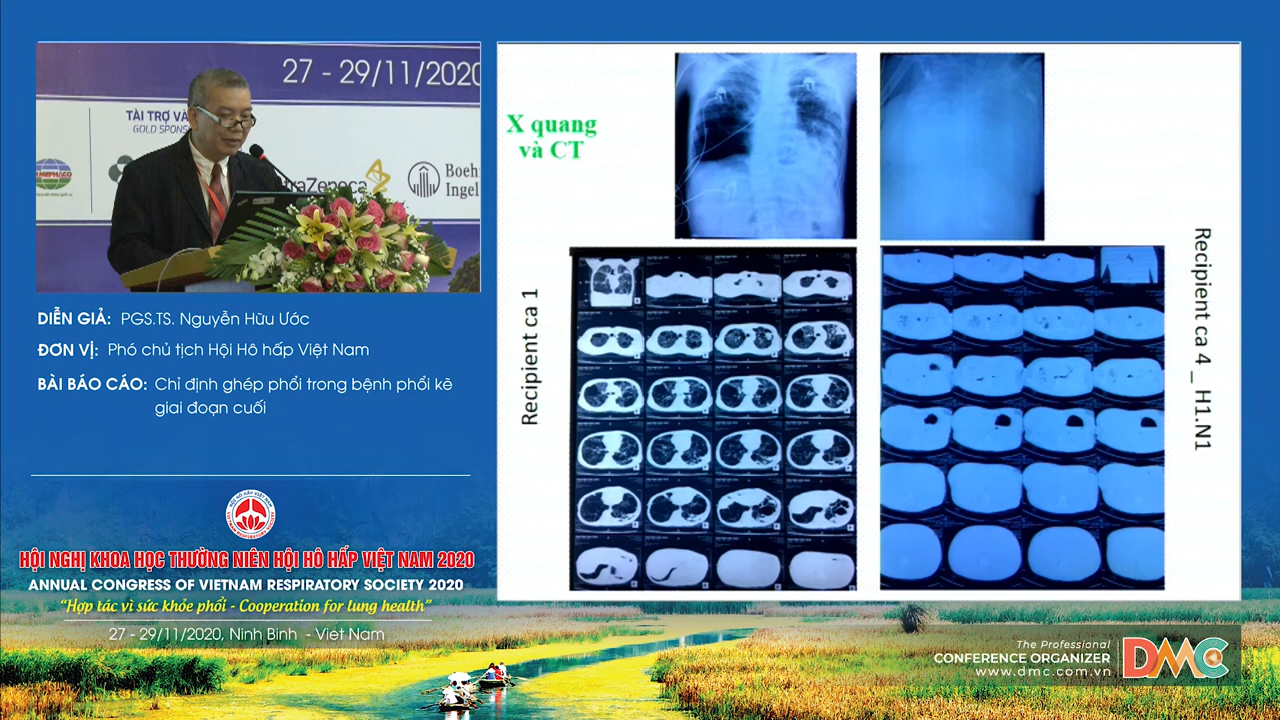 27 - 29/11/2020
TÀI TRỢ VÀ
GOLD SPONS
MEPHACO
traZeneca
Boeh
Ingel
DIỄN GIẢ: PGS.TS. Nguyễn Hữu Ước
ĐƠN VỊ: Phó chủ tịch Hội Hô hấp Việt Nam
BÀI BÁO CÁO: Chỉ định ghép phổi trong bệnh phổi kẽ
giai đoạn cuối
HỘI NGHỊ KHOA HỌC THƯỜNG NIÊN HỘI HÔ HẤP VIỆT NAM 2020
ANNUAL CONGRESS OF VIETNAM RESPIRATORY SOCIETY 2020
“Hợp tác vì sức khỏe phổi - Cooperation for lung health”
27 - 29/11/2020, Ninh Binh - Viet Nam
X quang
và CT
Recipient ca 1
Recipient ca 4 _ H1.N1
The Professional
CONFERENCE ORGANIZER
www.dmc.com.vn
DMC